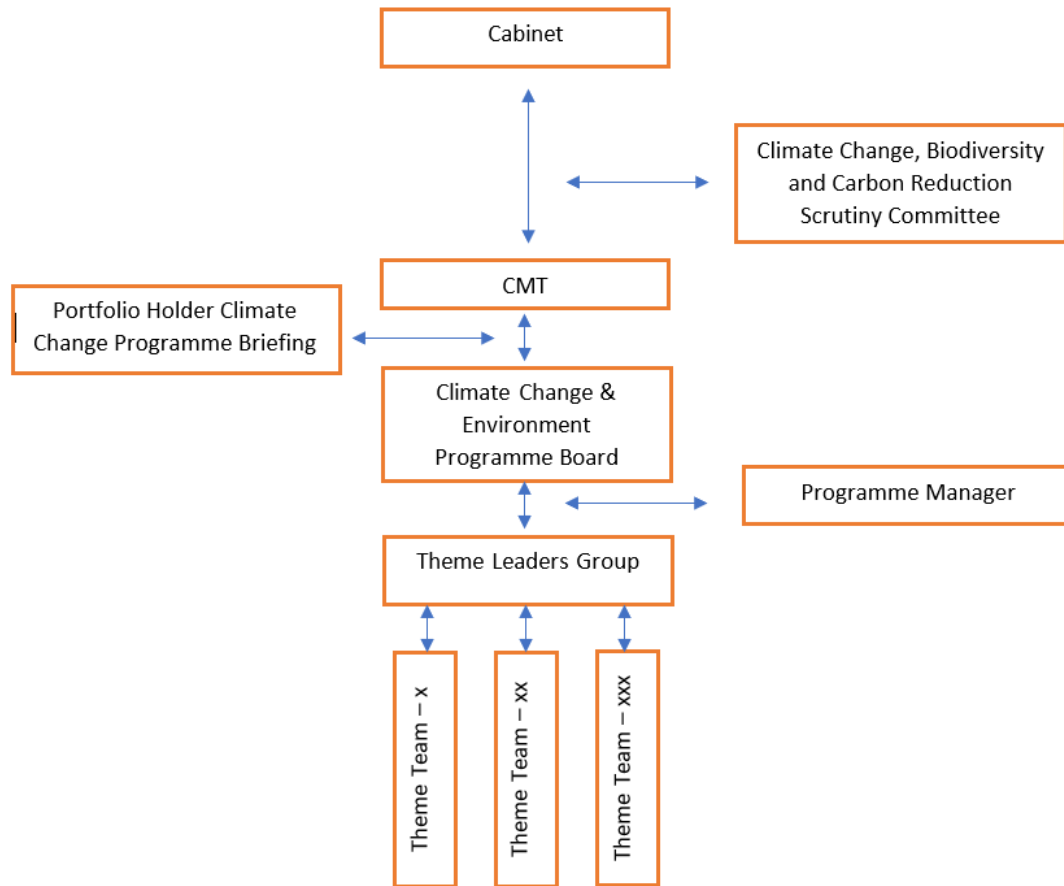 Cabinet
Climate Change, Biodiversity
and Carbon Reduction
Scrutiny Committee
CMT
Portfolio Holder Climate
Change Programme Briefing
Climate Change &
Environment
Programme Board
Programme Manager
Theme Leaders Group
Theme Team – x
Theme Team – xx
Theme Team – xxx